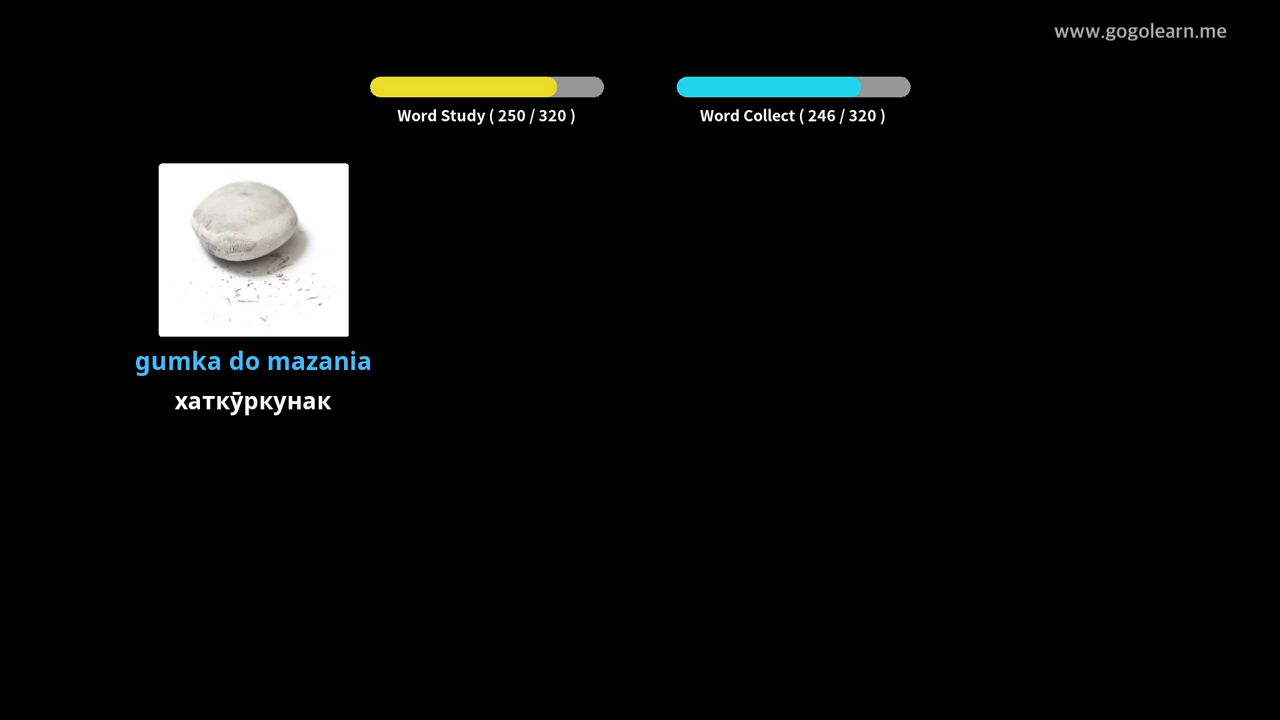 www.gogolearn.me
Word Study ( 250 / 320 )
Word Collect ( 246 / 320 )
gumka do mazania
хаткӯркунак